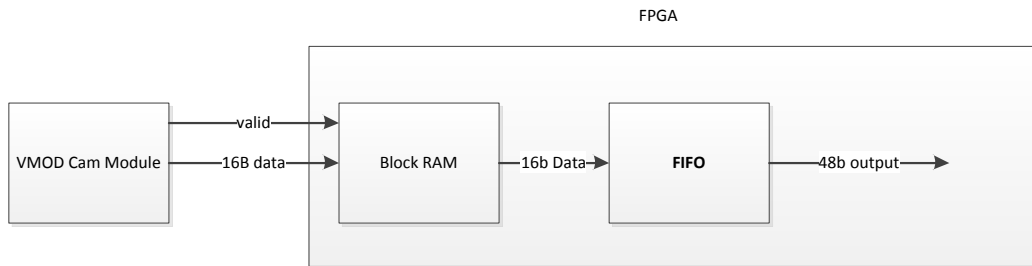 FPGA
valid
VMOD Cam Module
16B data
Block RAM
16b Data
FIFO
48b output